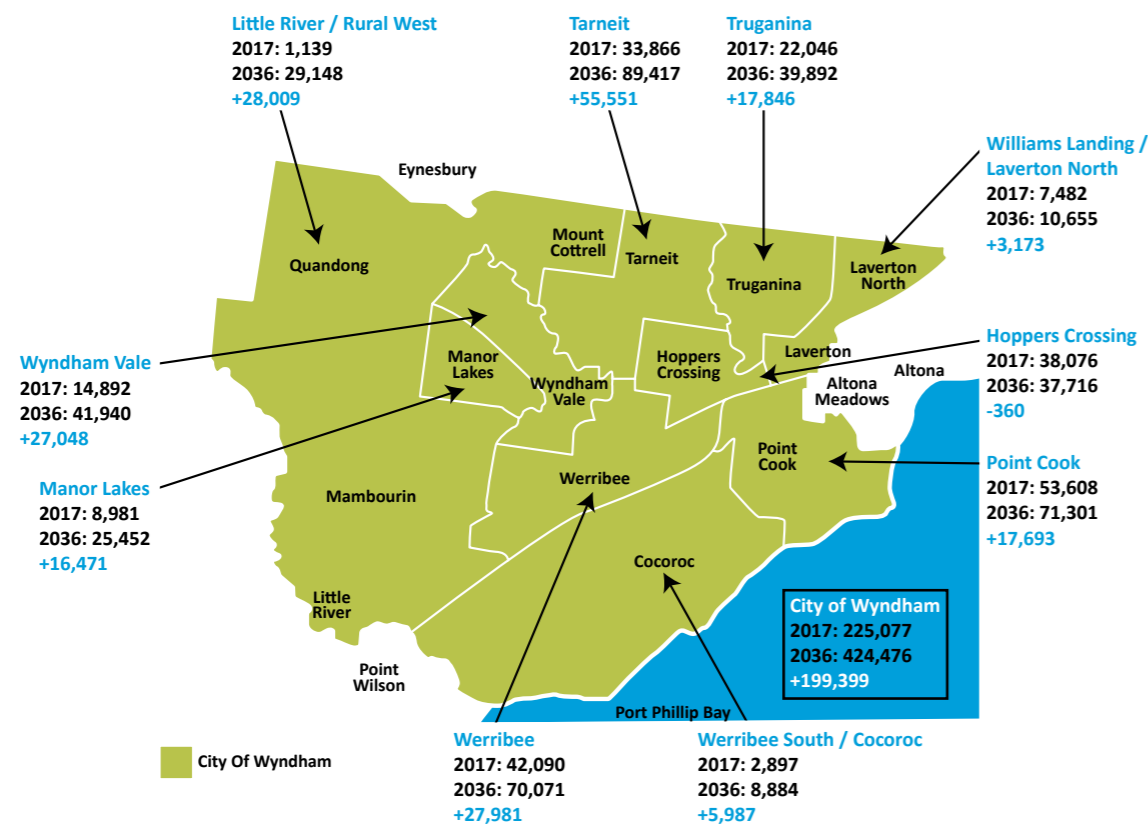 Little River / Rural West
2017: 1,139
2036: 29,148
+28,009
Tarneit
2017: 33,866
2036: 89,417
+55,551
Truganina
2017: 22,046
2036: 39,892
+17,846
Williams Landing /
Laverton North
2017: 7,482
2036: 10,655
+3,173
Eynesbury
Mount
Cottrell
Tarneit
Quandong
Truganina
Laverton
North
Wyndham Vale
2017: 14,892
2036: 41,940
+27,048
Manor
Lakes
Wyndham
Vale
Hoppers
Crossing
Laverton
Altona
Meadows
Altona
Hoppers Crossing
2017: 38,076
2036: 37,716
-360
Manor Lakes
2017: 8,981
2036: 25,452
+16,471
Mambourin
Werribee
Point
Cook
Point Cook
2017: 53,608
2036: 71,301
+17,693
Cocoroc
Little
River
Point
Wilson
City of Wyndham
2017: 225,077
2036: 424,476
+199,399
Port Phillip Bay
City Of Wyndham
Werribee
2017: 42,090
2036: 70,071
+27,981
Werribee South / Cocoroc
2017: 2,897
2036: 8,884
+5,987